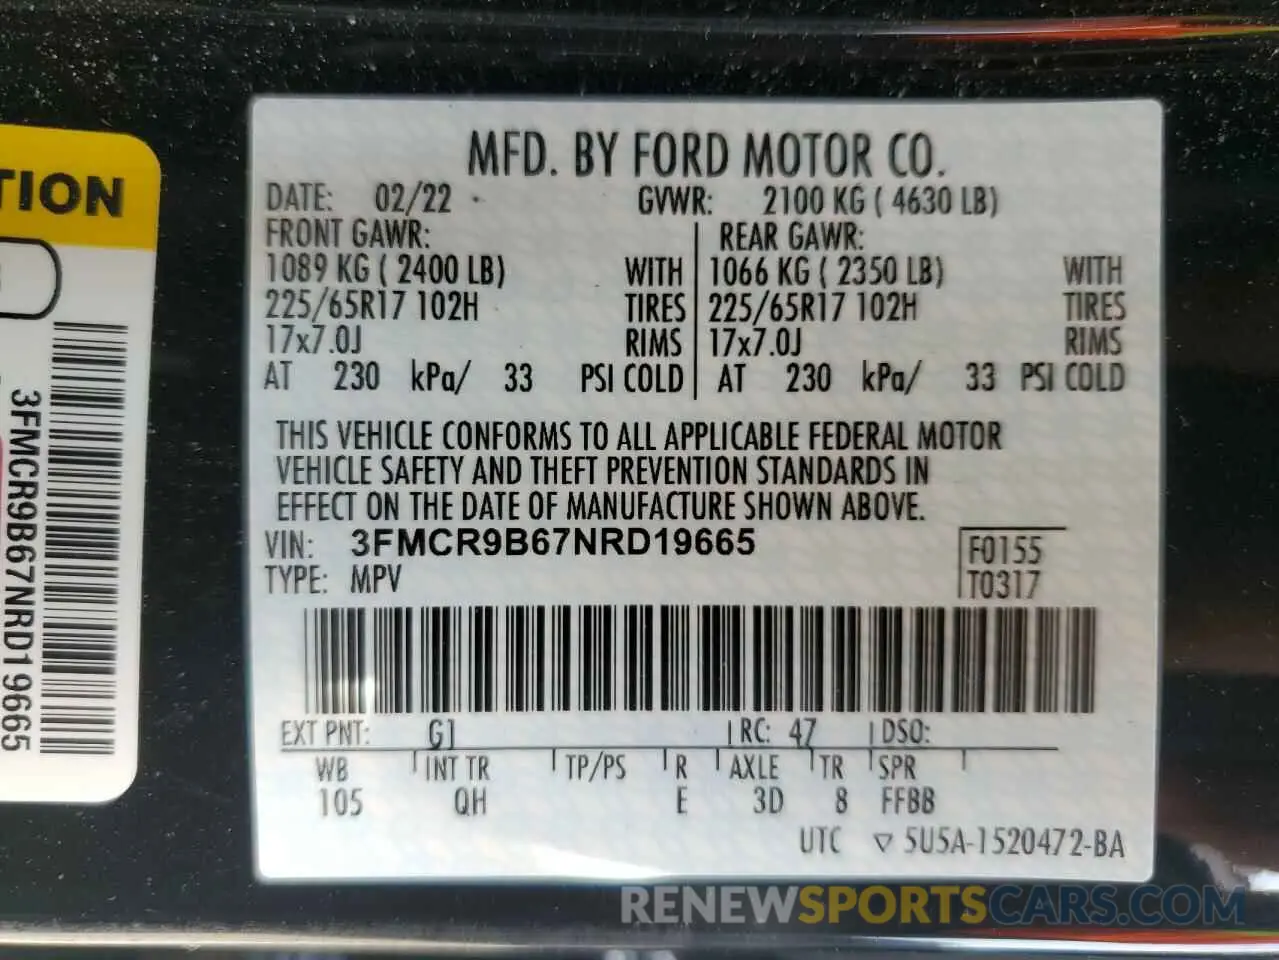 TION
3FMCR9B67NRD19665
MFD. BY FORD MOTOR CO.
DATE: 02/22 GVWR: 2100 KG ( 4630 LB)
FRONT GAWR: REAR GAWR:
1089 KG ( 2400 LB) WITH 1066 KG ( 2350 LB) WITH
225/65R17 102H TIRES 225/65R17 102H TIRES
17x7.0J RIMS 17x7.0J RIMS
AT 230 kPa/ 33 PSI COLD AT 230 kPa/ 33 PSI COLD
THIS VEHICLE CONFORMS TO ALL APPLICABLE FEDERAL MOTOR
VEHICLE SAFETY AND THEFT PREVENTION STANDARDS IN
EFFECT ON THE DATE OF MANUFACTURE SHOWN ABOVE.
VIN: 3FMCR9B67NRD19665 F0155
TYPE: MPV T0317
EXT PNT: G1 RC: 47 DSO:
WB INT TR TP/PS R AXLE TR SPR
105 QH E 3D 8 FFBB
UTC ▽ 5U5A-1520472-BA
RENEWSPORTSCARS.COM